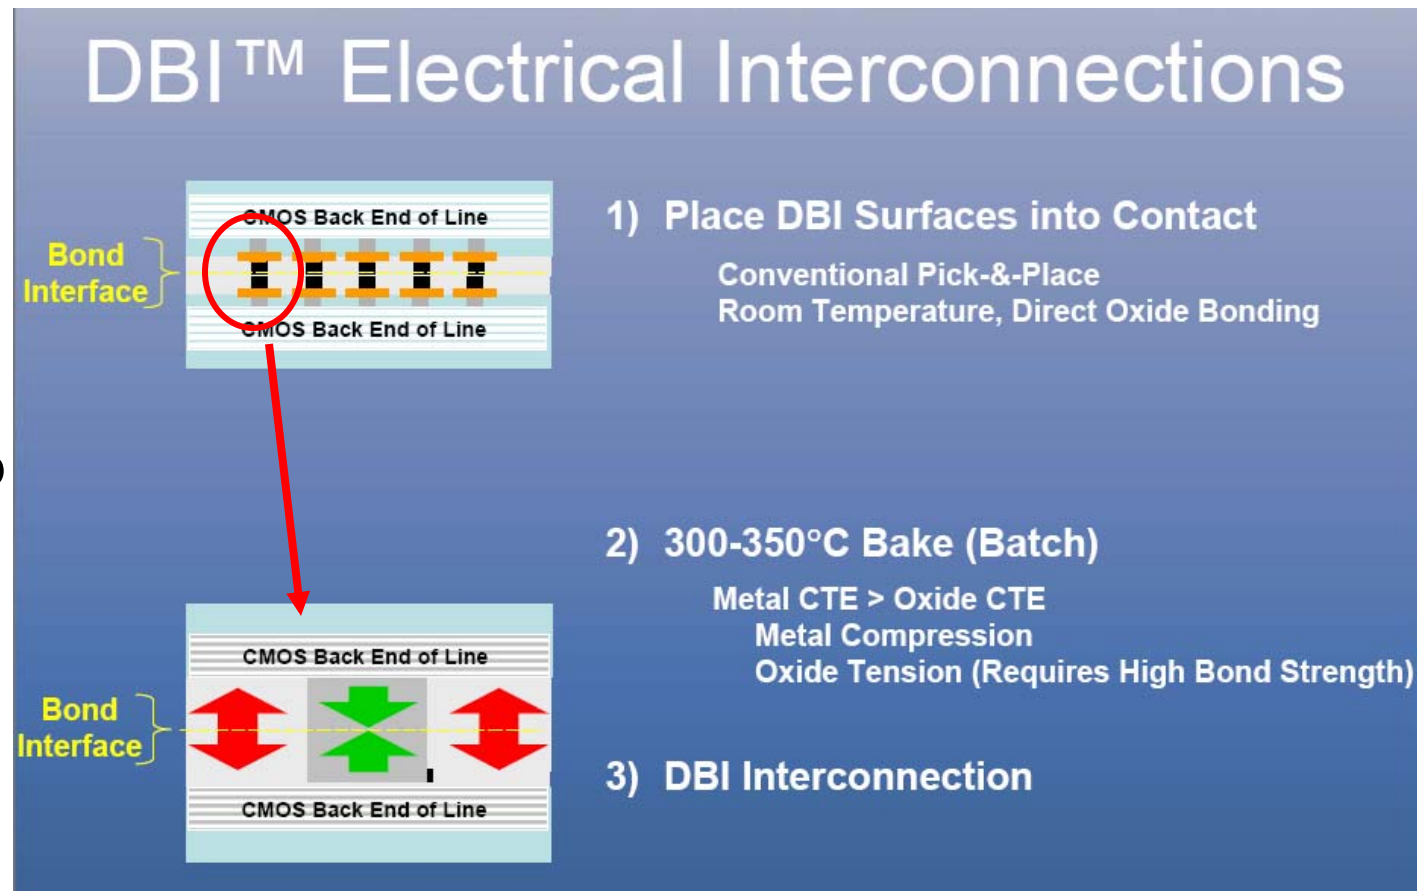 DBI™ Electrical Interconnections
CMOS Back End of Line
Bond
Interface
CMOS Back End of Line
1) Place DBI Surfaces into Contact
Conventional Pick-&-Place
Room Temperature, Direct Oxide Bonding
2) 300-350°C Bake (Batch)
Metal CTE > Oxide CTE
Metal Compression
Oxide Tension (Requires High Bond Strength)
CMOS Back End of Line
Bond
Interface
CMOS Back End of Line
3) DBI Interconnection